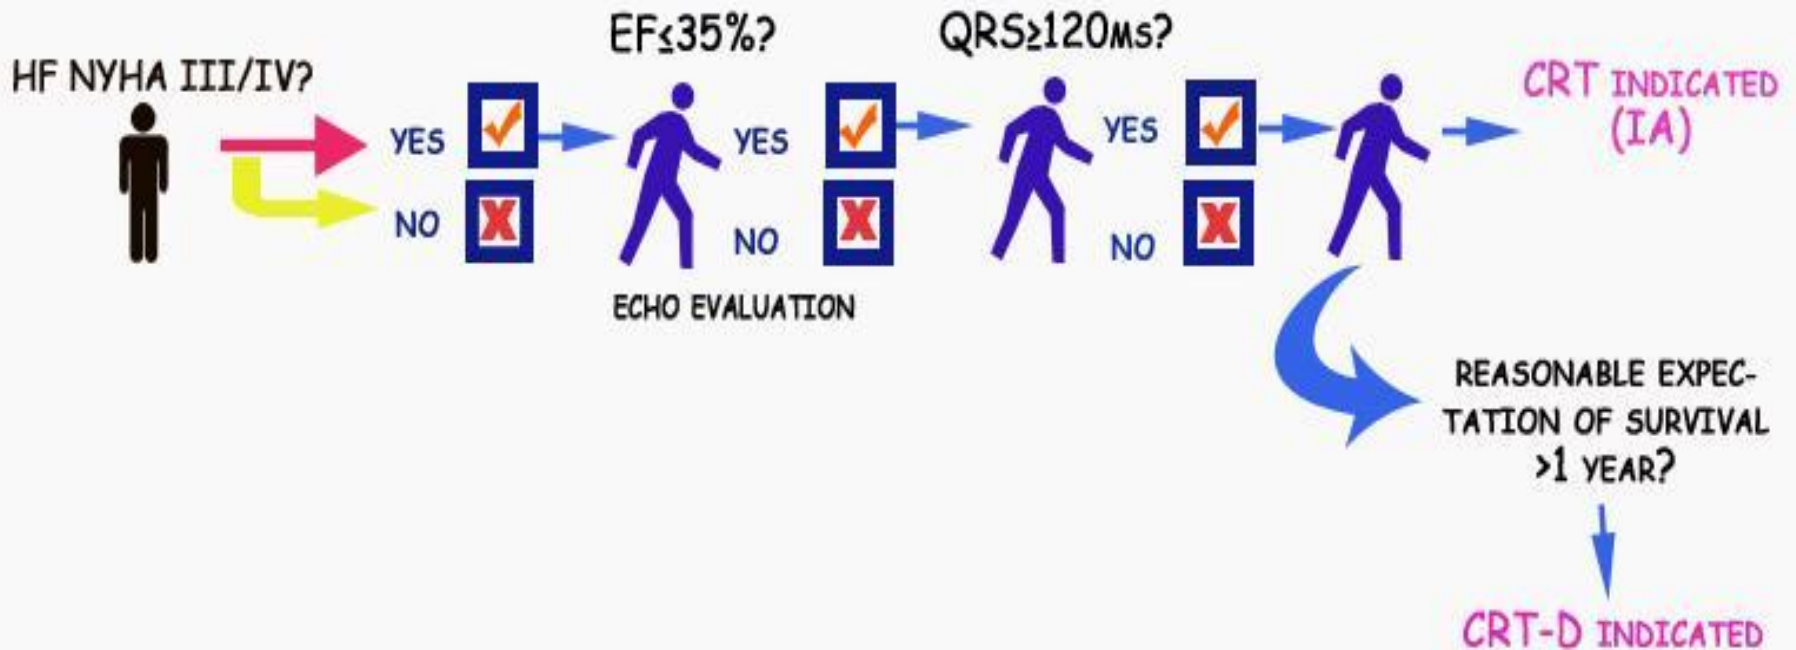 HF NYHA III/IV?
EF≤35%?
QRS≥120MS?
YES
NO
YES
NO
ECHO EVALUATION
YES
NO
CRT INDICATED
(IA)
REASONABLE EXPEC-
TATION OF SURVIVAL
>1 YEAR?
CRT-D INDICATED